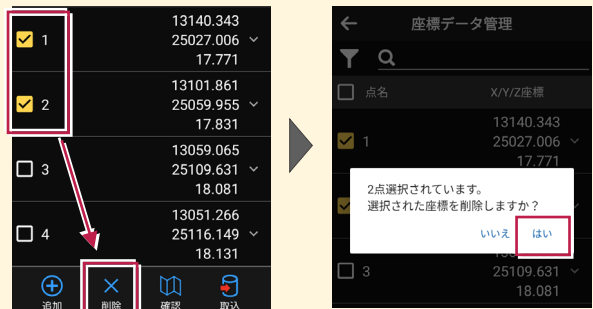 13140.343
1 25027.006
17.771
13101.861
2 25059.955
17.831
13059.065
3 25109.631
18.081
13051.266
4 25116.149
18.131
追加 削除 確認 取込
座標データ管理
点名 X/Y/Z座標
13140.343
1 25027.006
17.771
2点選択されています。
選択された座標を削除しますか？
いいえ はい
3 25109.631
18.081